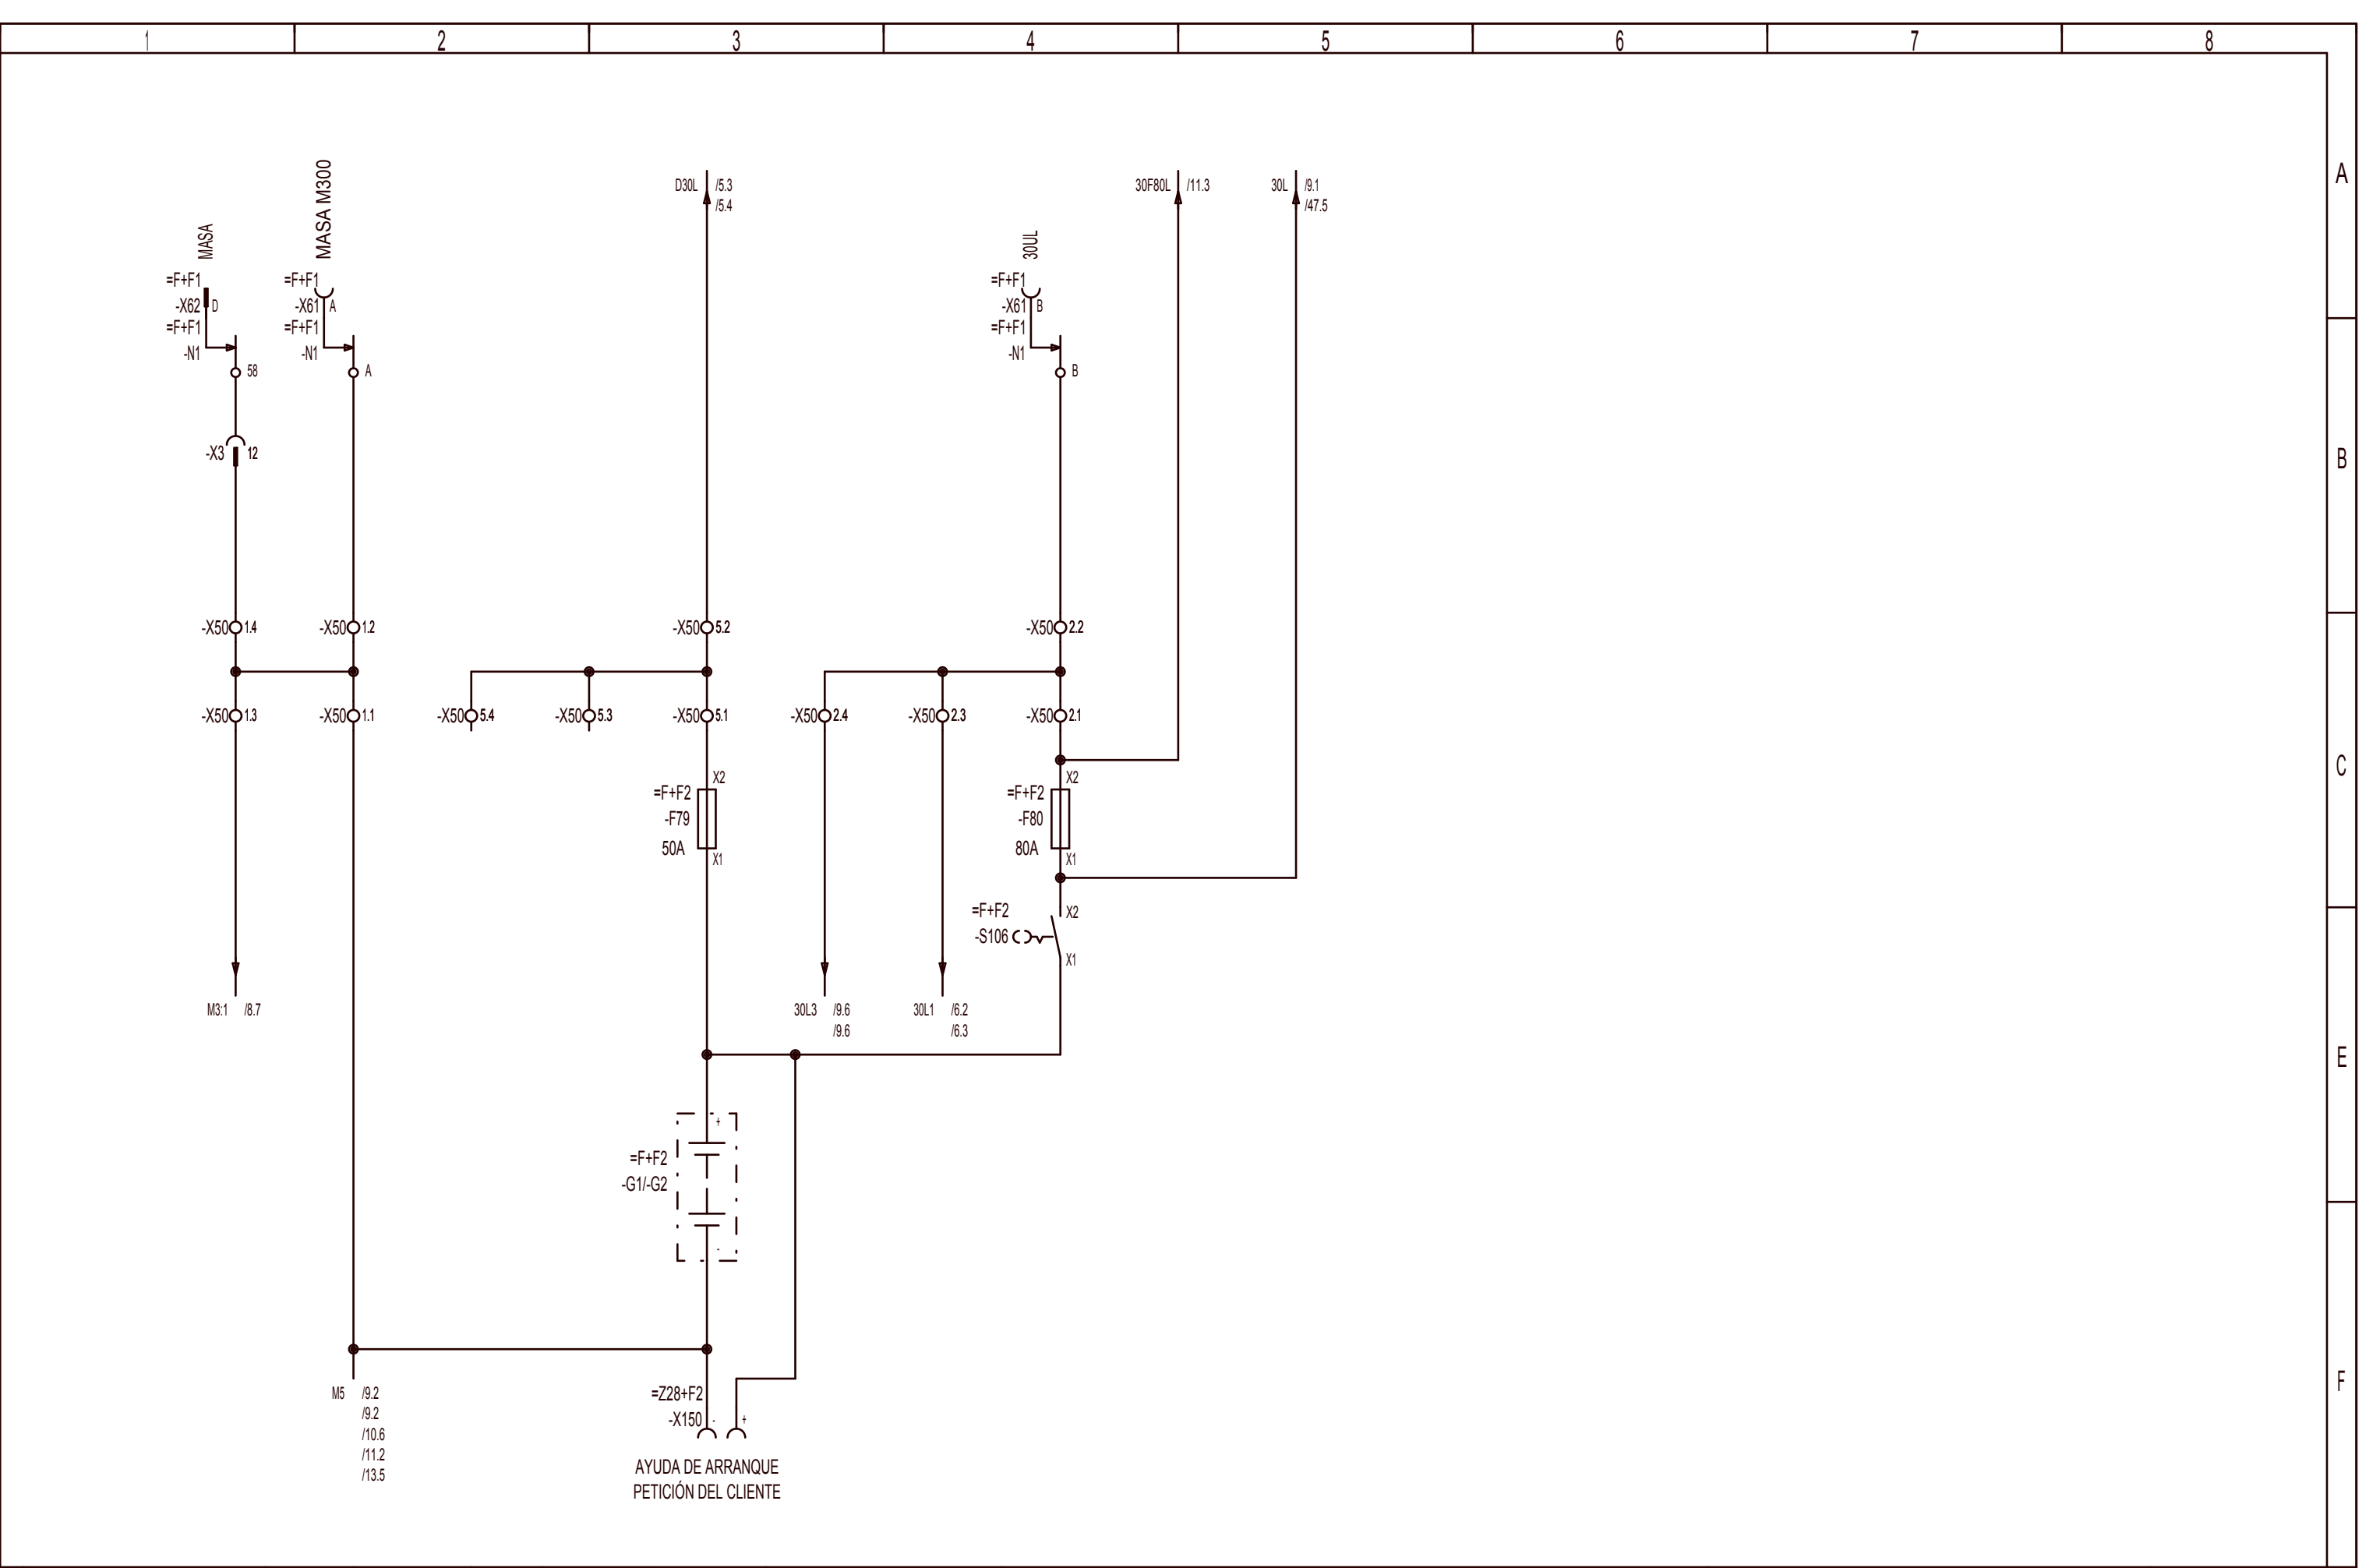 1 2 3 4 5 6 7 8
A
B
C
E
F
MASA
=F+F1
-X62 D
=F+F1
-N1
58
-X3 12
-X50 1.4
-X50 1.3
M3:1 /8.7
MASA M300
=F+F1
-X61 A
=F+F1
-N1
A
-X50 1.2
-X50 1.1
M5 /9.2
/9.2
/10.6
/11.2
/13.5
D30L /5.3
/5.4
-X50 5.2
-X50 5.4
-X50 5.3
-X50 5.1
X2
=F+F2
-F79
50A
X1
30UL
=F+F1
-X61 B
=F+F1
-N1
B
-X50 2.2
-X50 2.4
-X50 2.3
-X50 2.1
X2
=F+F2
-F80
80A
X1
=F+F2
-S106
X2
X1
30L3 /9.6
/9.6
30L1 /6.2
/6.3
30F80L /11.3
30L /9.1
/47.5
+
=F+F2
-G1/-G2
-
=Z28+F2
-X150 - +
AYUDA DE ARRANQUE
PETICIÓN DEL CLIENTE